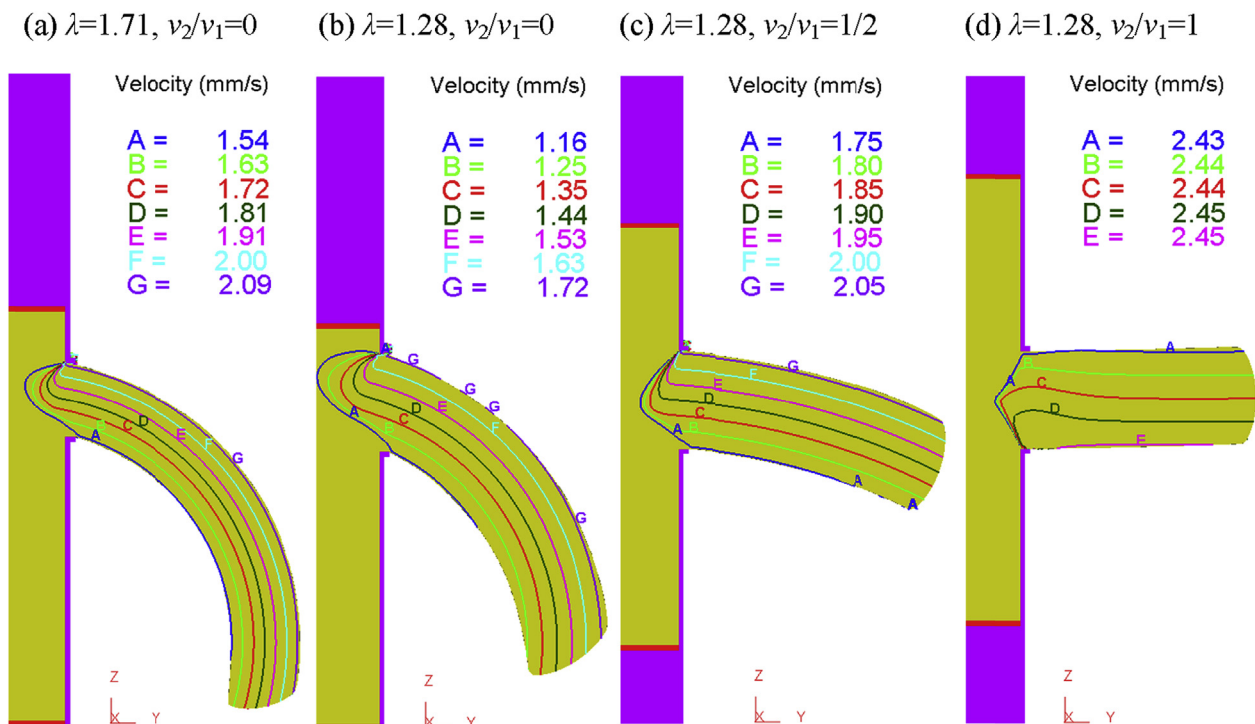 (a) λ=1.71, v₂/v₁=0 (b) λ=1.28, v₂/v₁=0 (c) λ=1.28, v₂/v₁=1/2 (d) λ=1.28, v₂/v₁=1
Velocity (mm/s)
A = 1.54
B = 1.63
C = 1.72
D = 1.81
E = 1.91
F = 2.00
G = 2.09
B
A
C
D
E
F
G
Z
X Y
Velocity (mm/s)
A = 1.16
B = 1.25
C = 1.35
D = 1.44
E = 1.53
F = 1.63
G = 1.72
A
G
G
G
D
E
F
A
C
B
G
Z
X Y
Velocity (mm/s)
A = 1.75
B = 1.80
C = 1.85
D = 1.90
E = 1.95
F = 2.00
G = 2.05
G
F
E
D
C
A
B
A
A
Z
X Y
Velocity (mm/s)
A = 2.43
B = 2.44
C = 2.44
D = 2.45
E = 2.45
A
B
A
C
D
E
Z
X Y